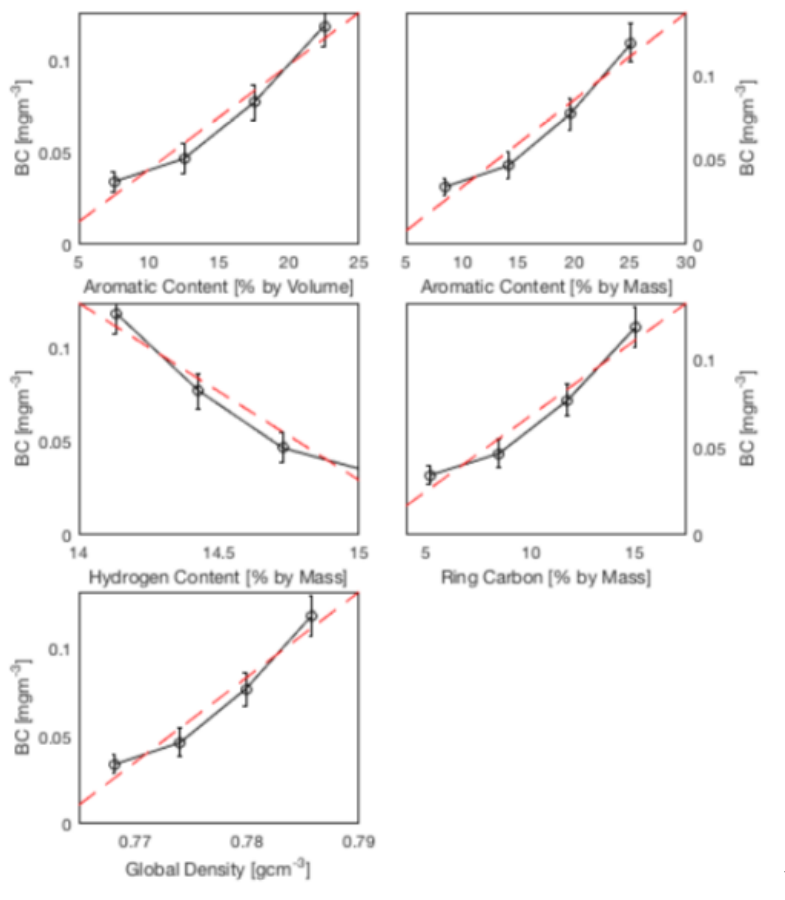 BC [mgm-3]
0.1
0.05
0
5 10 15 20 25
Aromatic Content [% by Volume]
BC [mgm-3]
0.1
0.05
0
5 10 15 20 25 30
Aromatic Content [% by Mass]
BC [mgm-3]
0.1
0.05
0
14 14.5 15
Hydrogen Content [% by Mass]
BC [mgm-3]
0.1
0.05
0
5 10 15
Ring Carbon [% by Mass]
BC [mgm-3]
0.1
0.05
0
0.77 0.78 0.79
Global Density [gcm-3]